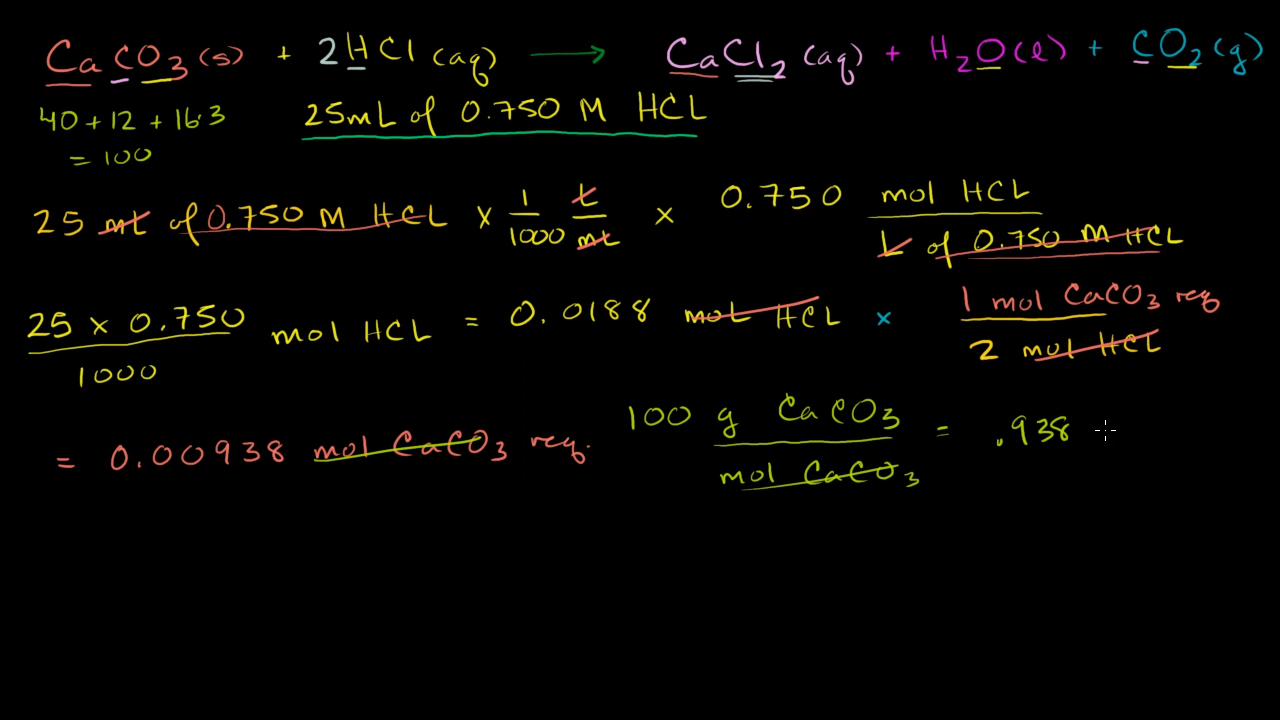 CaCO3(s) + 2HCl (aq) → CaCl2 (aq) + H2O(l) + CO2(g)
40+12 + 16·3
= 100
25mL of 0.750 M HCL
25 mL of 0.750 M HCL × 1/1000 L/mL × 0.750 mol HCL / L of 0.750 M HCL
25 × 0.750 / 1000 mol HCL = 0.0188 mol HCL × 1 mol CaCO3 req / 2 mol HCL
= 0.00938 mol CaCO3 req. 100 g CaCO3 / mol CaCO3 = .938